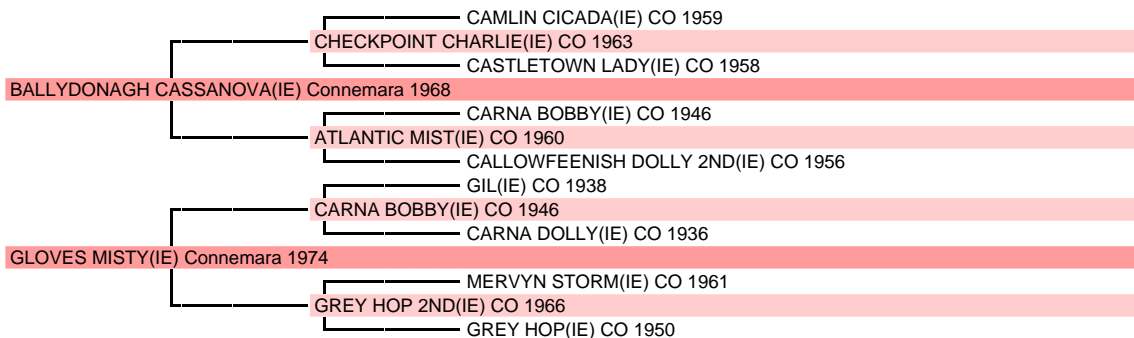 CAMLIN CICADA(IE) CO 1959
CHECKPOINT CHARLIE(IE) CO 1963
CASTLETOWN LADY(IE) CO 1958
BALLYDONAGH CASSANOVA(IE) Connemara 1968
CARNA BOBBY(IE) CO 1946
ATLANTIC MIST(IE) CO 1960
CALLOWFEENISH DOLLY 2ND(IE) CO 1956
GIL(IE) CO 1938
CARNA BOBBY(IE) CO 1946
CARNA DOLLY(IE) CO 1936
GLOVES MISTY(IE) Connemara 1974
MERVYN STORM(IE) CO 1961
GREY HOP 2ND(IE) CO 1966
GREY HOP(IE) CO 1950